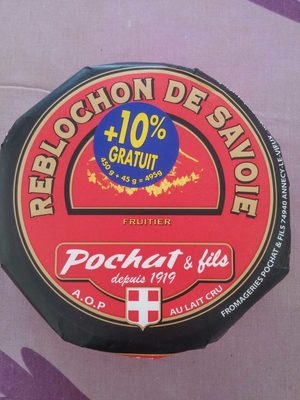 REBLOCHON DE SAVOIE
+10%
GRATUIT
450 g + 45 g = 495g
FRUITIER
Pochat & fils
depuis 1919
A.O.P
AU LAIT CRU
FROMAGERIES POCHAT & FILS 74940 ANNECY-LE-VIEUX